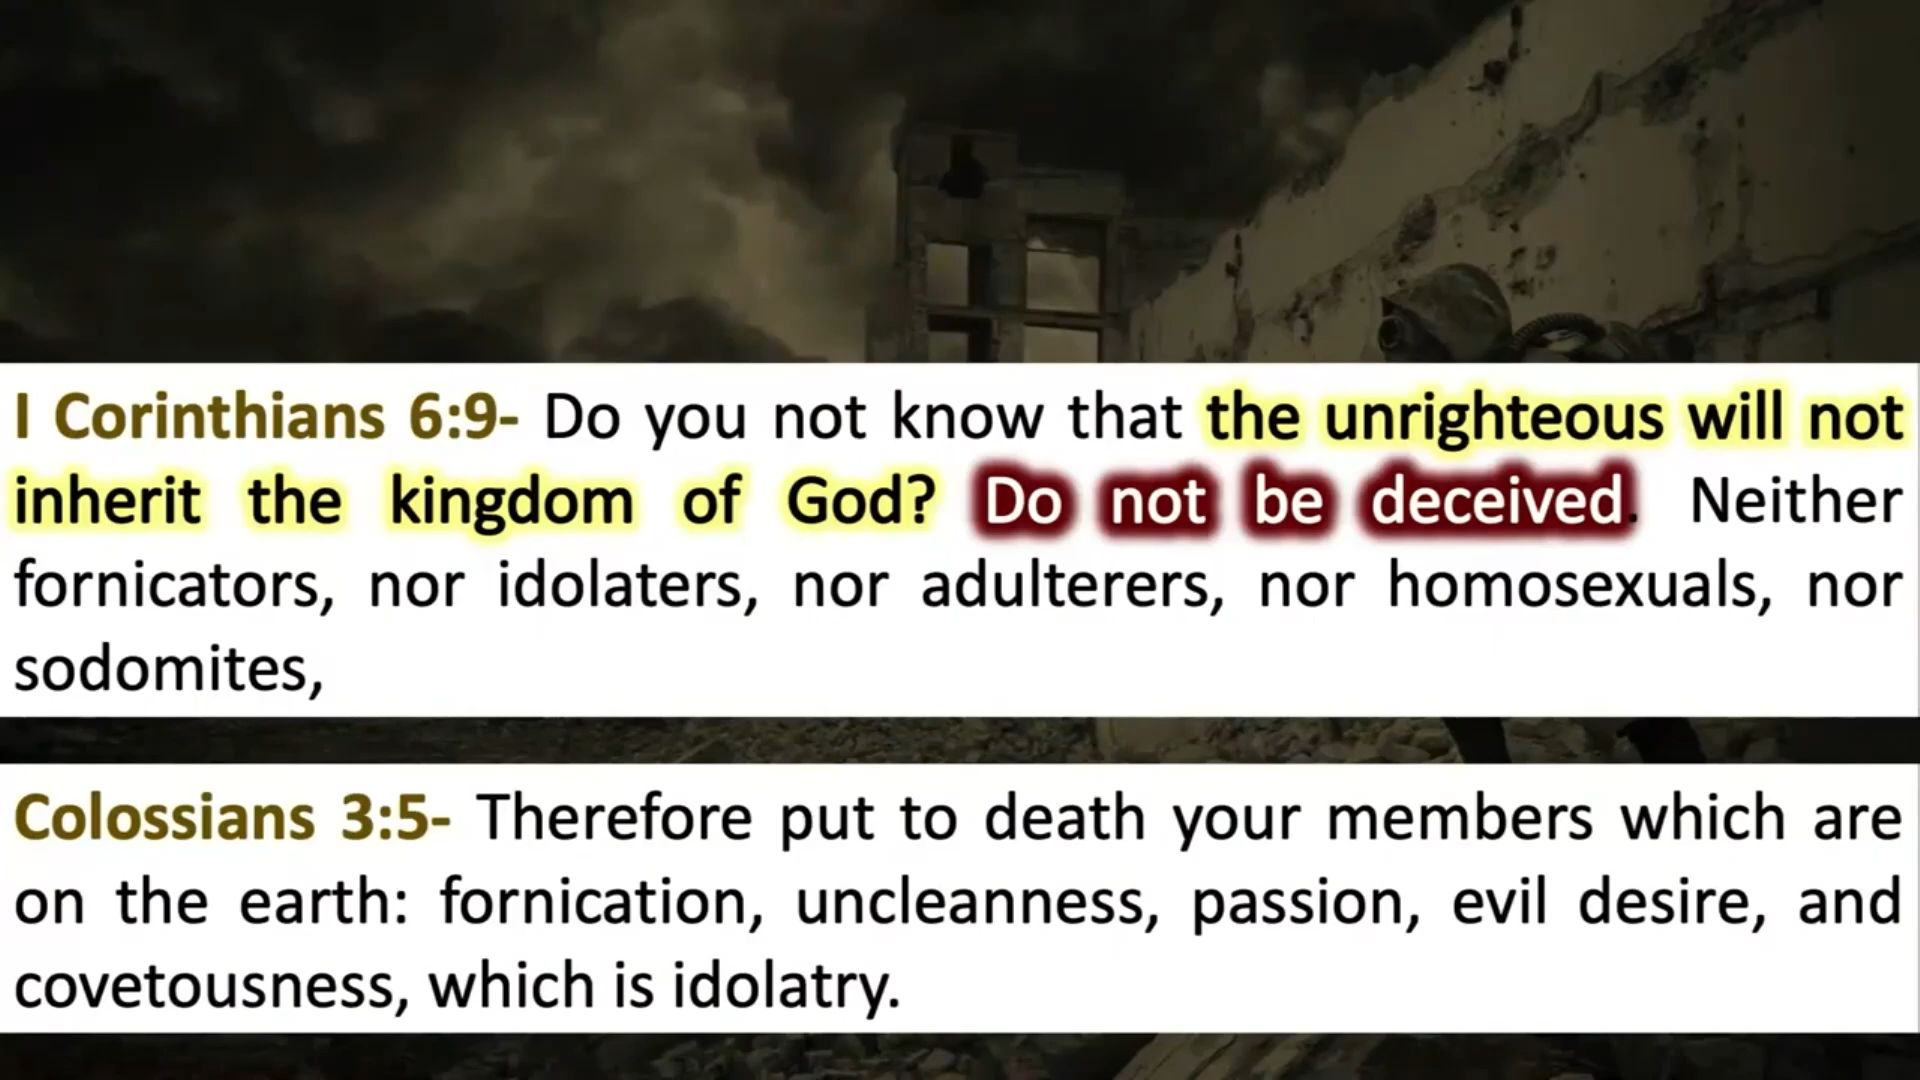 I Corinthians 6:9- Do you not know that the unrighteous will not
inherit the kingdom of God? Do not be deceived. Neither
fornicators, nor idolaters, nor adulterers, nor homosexuals, nor
sodomites,
Colossians 3:5- Therefore put to death your members which are
on the earth: fornication, uncleanness, passion, evil desire, and
covetousness, which is idolatry.